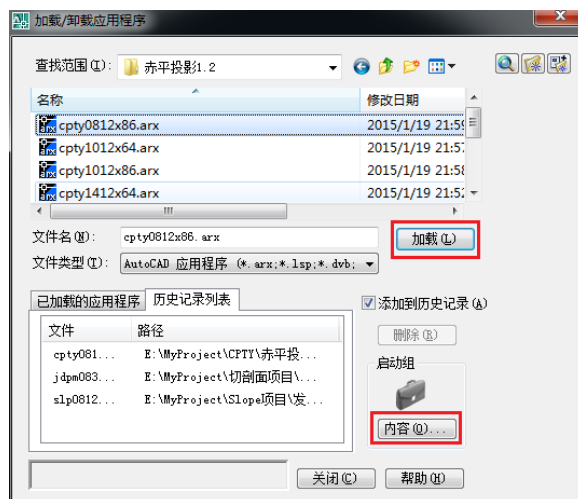 加载/卸载应用程序
查找范围(I): 赤平投影1.2
名称 修改日期
cpty0812x86.arx 2015/1/19 21:59
cpty1012x64.arx 2015/1/19 21:57
cpty1012x86.arx 2015/1/19 21:58
cpty1412x64.arx 2015/1/19 21:52
文件名(N): cpty0812x86.arx 加载(L)
文件类型(T): AutoCAD 应用程序 (*.arx;*.lsp;*.dvb;
已加载的应用程序 历史记录列表 添加到历史记录(A)
文件 路径 删除(R)
cpty081... E:\MyProject\CPTY\赤平投...
jdpm083... E:\MyProject\切剖面项目\...
slp0812... E:\MyProject\Slope项目\发...
启动组
内容(O)...
关闭(C) 帮助(H)